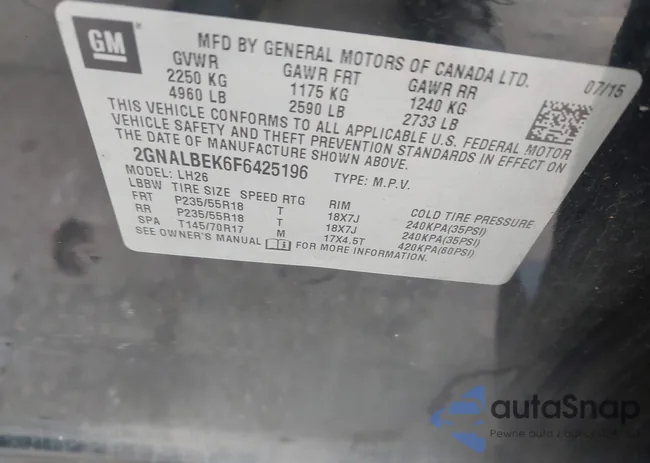 GM
MFD BY GENERAL MOTORS OF CANADA LTD.
07/15
GVWR GAWR FRT GAWR RR
2250 KG 1175 KG 1240 KG
4960 LB 2590 LB 2733 LB
THIS VEHICLE CONFORMS TO ALL APPLICABLE U.S. FEDERAL MOTOR
VEHICLE SAFETY AND THEFT PREVENTION STANDARDS IN EFFECT ON
THE DATE OF MANUFACTURE SHOWN ABOVE.
2GNALBEK6F6425196 TYPE: M.P.V.
MODEL: LH26
LBBW TIRE SIZE SPEED RTG RIM COLD TIRE PRESSURE
FRT P235/55R18 T 18X7J 240KPA(35PSI)
RR P235/55R18 T 18X7J 240KPA(35PSI)
SPA T145/70R17 M 17X4.5T 420KPA(60PSI)
SEE OWNER'S MANUAL FOR MORE INFORMATION.
autaSnap
Pewne auta z